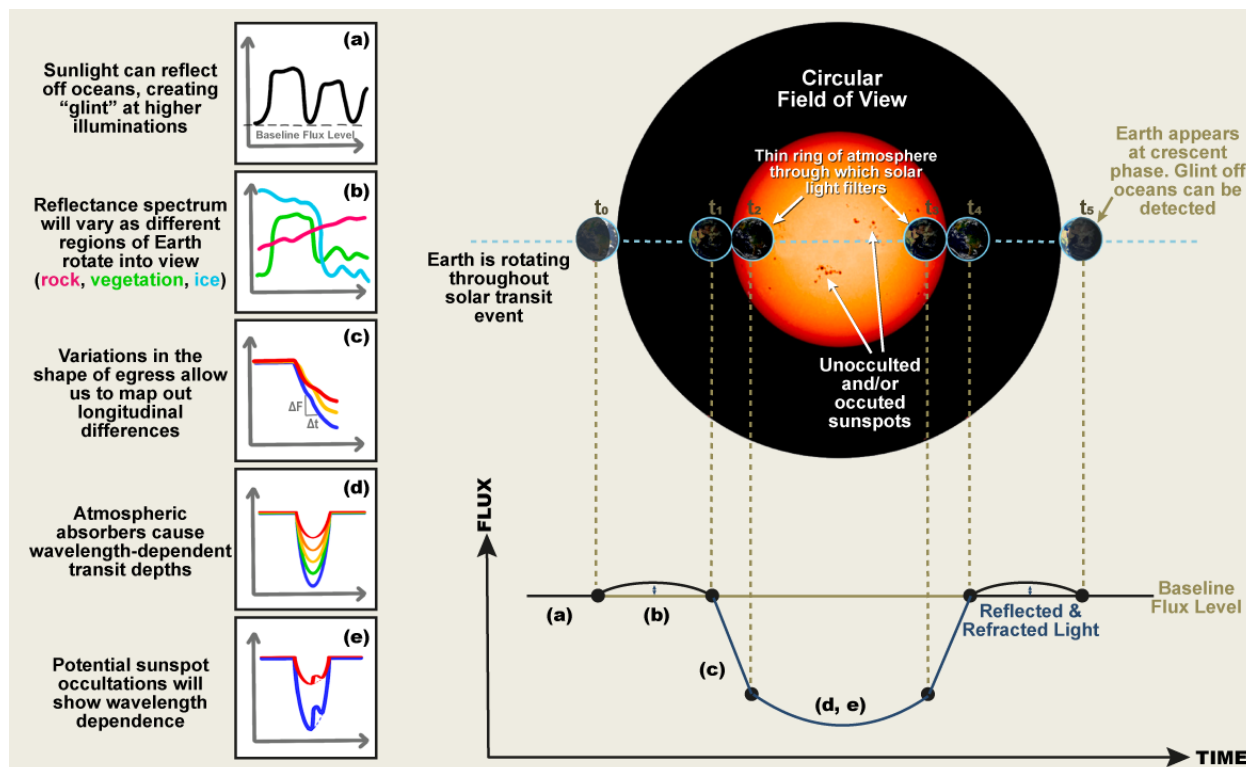 Sunlight can reflect
off oceans, creating
“glint” at higher
illuminations
(a)
Baseline Flux Level
Reflectance spectrum
will vary as different
regions of Earth
rotate into view
(rock, vegetation, ice)
(b)
Variations in the
shape of egress allow
us to map out
longitudinal
differences
(c)
ΔF
Δt
Atmospheric
absorbers cause
wavelength-dependent
transit depths
(d)
Potential sunspot
occultations will
show wavelength
dependence
(e)
Circular
Field of View
Thin ring of atmosphere
through which solar
light filters
Earth appears
at crescent
phase. Glint off
oceans can be
detected
t₀
t₁
t₂
t₃
t₄
t₅
Earth is rotating
throughout
solar transit
event
Unocculted
and/or
occuted
sunspots
FLUX
Baseline
Flux Level
(a)
(b)
Reflected &
Refracted Light
(c)
(d, e)
TIME